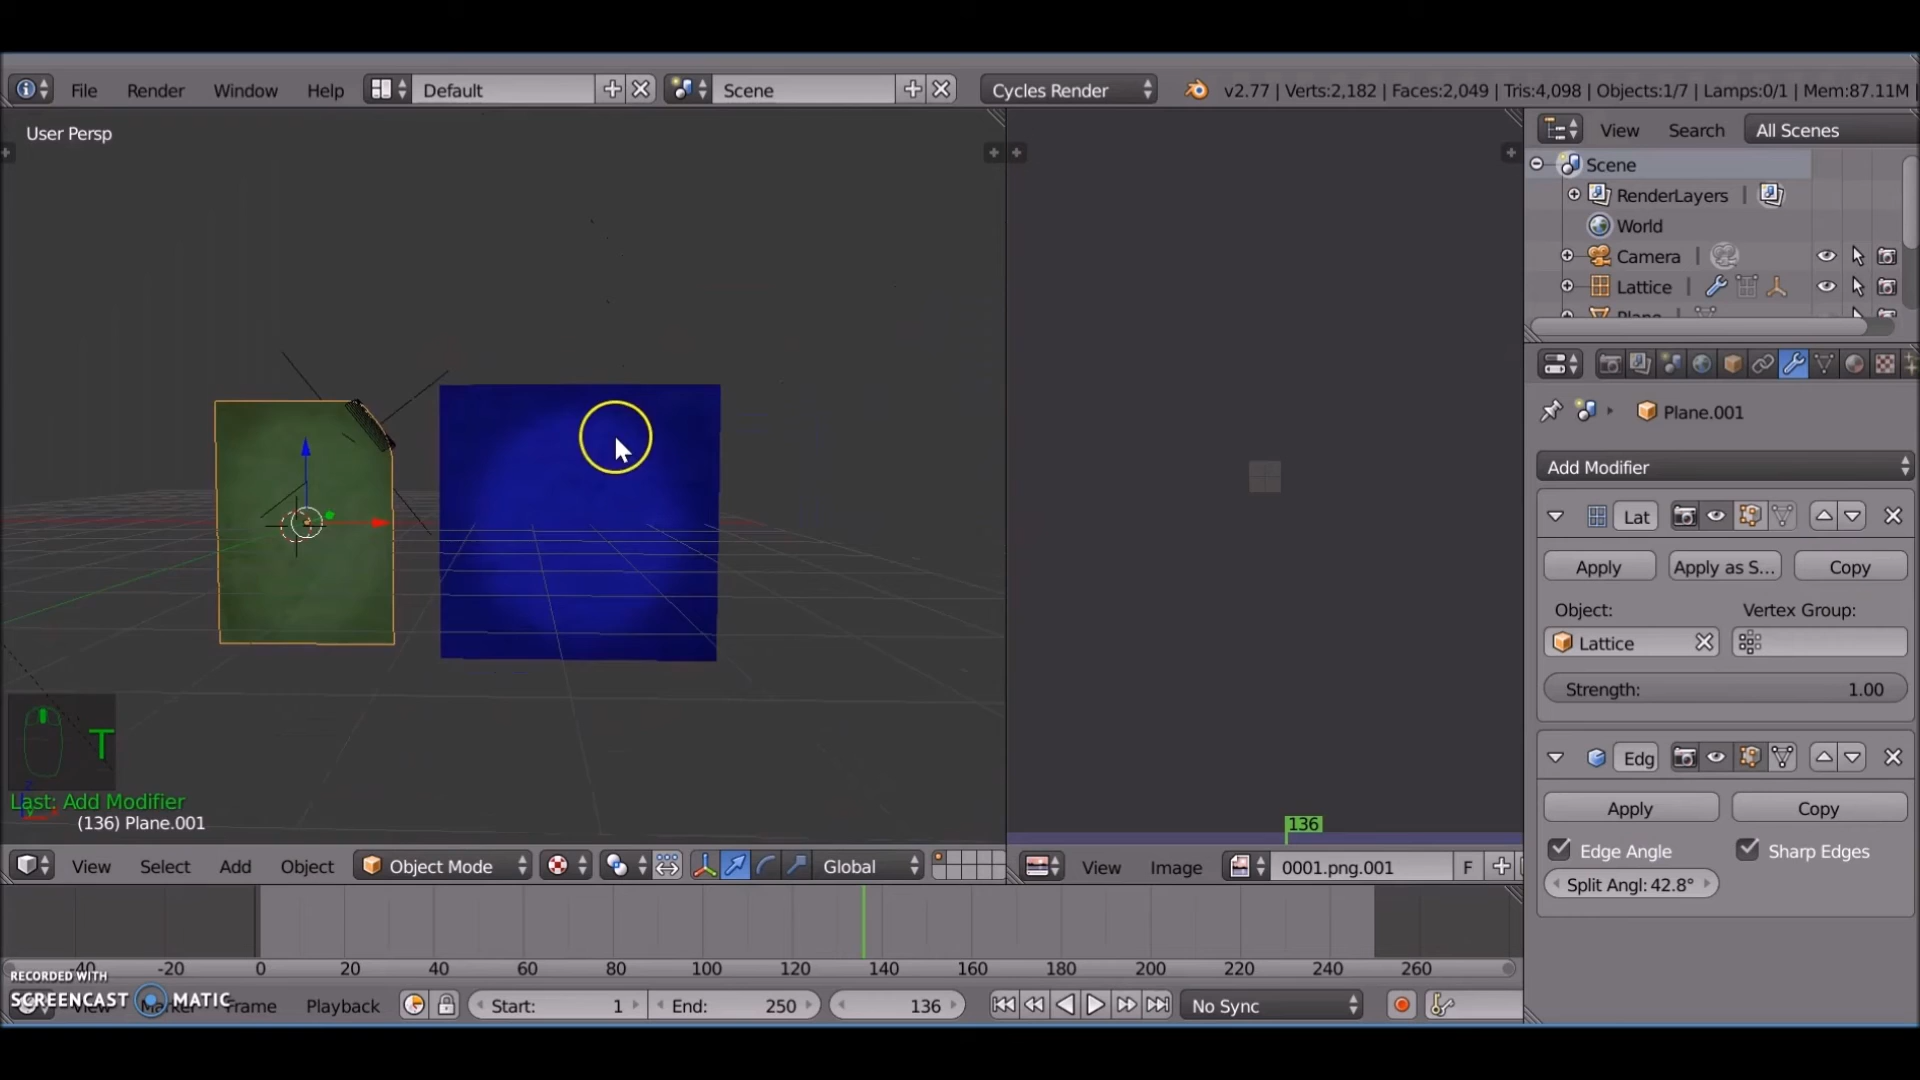 File Render Window Help Default Scene Cycles Render v2.77 | Verts:2,182 | Faces:2,049 | Tris:4,098 | Objects:1/7 | Lamps:0/1 | Mem:87.11M |
User Persp
View Search All Scenes
Scene
RenderLayers |
World
Camera |
Lattice |
Plane.001
Add Modifier
Lat
Apply Apply as S... Copy
Object: Vertex Group:
Lattice
Strength: 1.00
Edg
Apply Copy
Edge Angle Sharp Edges
Split Angl: 42.8°
T
Last: Add Modifier
(136) Plane.001
136
View Select Add Object Object Mode Global
View Image 0001.png.001 F
-20 0 20 40 60 80 100 120 140 160 180 200 220 240 260
RECORDED WITH
SCREENCAST MATIC
View Marker Frame Playback Start: 1 End: 250 136 No Sync